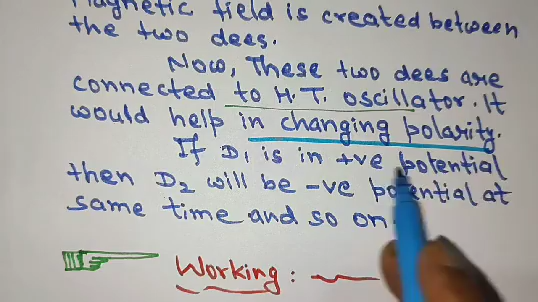 Magnetic field is created between
the two dees.
Now, These two dees are
connected to H.T. oscillator. It
would help in changing polarity.
If D1 is in +ve potential
then D2 will be -ve potential at
same time and so on
Working: